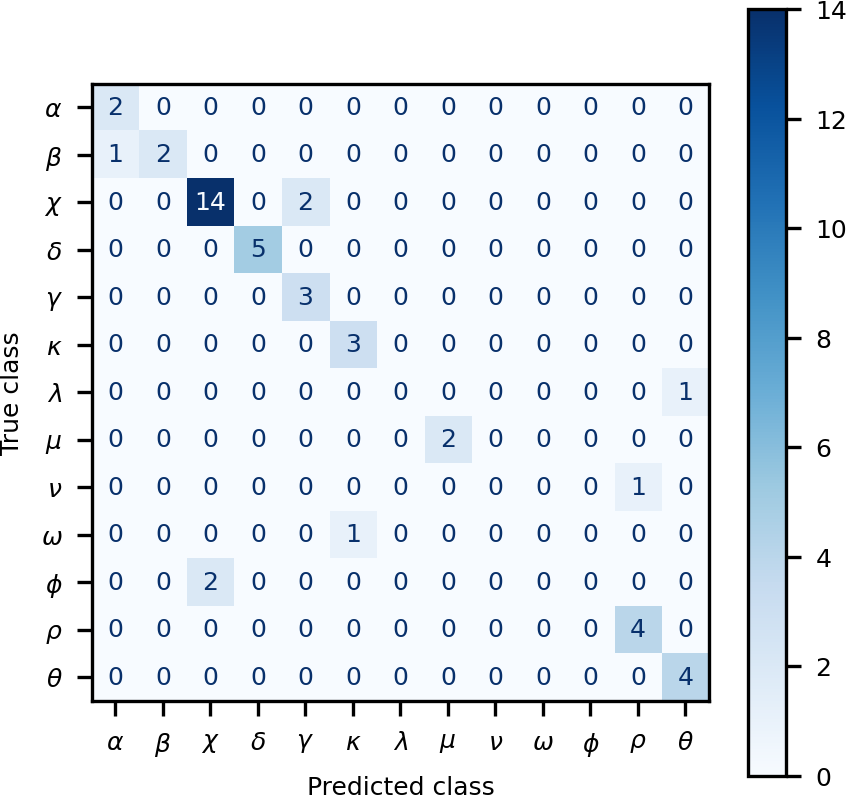 α 2 0 0 0 0 0 0 0 0 0 0 0 0
β 1 2 0 0 0 0 0 0 0 0 0 0 0
χ 0 0 14 0 2 0 0 0 0 0 0 0 0
δ 0 0 0 5 0 0 0 0 0 0 0 0 0
γ 0 0 0 0 3 0 0 0 0 0 0 0 0
κ 0 0 0 0 0 3 0 0 0 0 0 0 0
λ 0 0 0 0 0 0 0 0 0 0 0 0 1
μ 0 0 0 0 0 0 0 2 0 0 0 0 0
ν 0 0 0 0 0 0 0 0 0 0 0 1 0
ω 0 0 0 0 0 1 0 0 0 0 0 0 0
ϕ 0 0 2 0 0 0 0 0 0 0 0 0 0
ρ 0 0 0 0 0 0 0 0 0 0 0 4 0
θ 0 0 0 0 0 0 0 0 0 0 0 0 4
α β χ δ γ κ λ μ ν ω ϕ ρ θ
Predicted class
True class
14
12
10
8
6
4
2
0